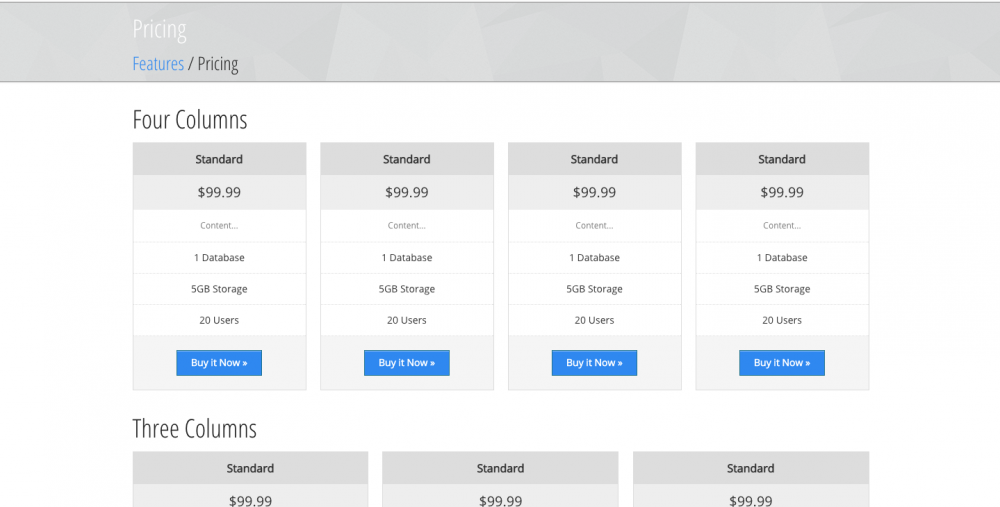 Pricing
Features / Pricing
Four Columns
Standard Standard Standard Standard
$99.99 $99.99 $99.99 $99.99
Content... Content... Content... Content...
1 Database 1 Database 1 Database 1 Database
5GB Storage 5GB Storage 5GB Storage 5GB Storage
20 Users 20 Users 20 Users 20 Users
Buy it Now » Buy it Now » Buy it Now » Buy it Now »
Three Columns
Standard Standard Standard
$99.99 $99.99 $99.99